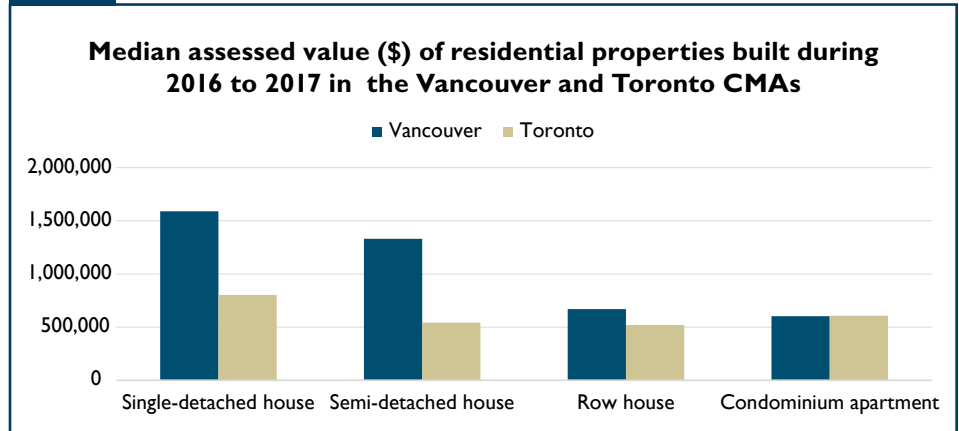 Median assessed value ($) of residential properties built during
2016 to 2017 in the Vancouver and Toronto CMAs
Vancouver Toronto
2,000,000
1,500,000
1,000,000
500,000
0
Single-detached house Semi-detached house Row house Condominium apartment